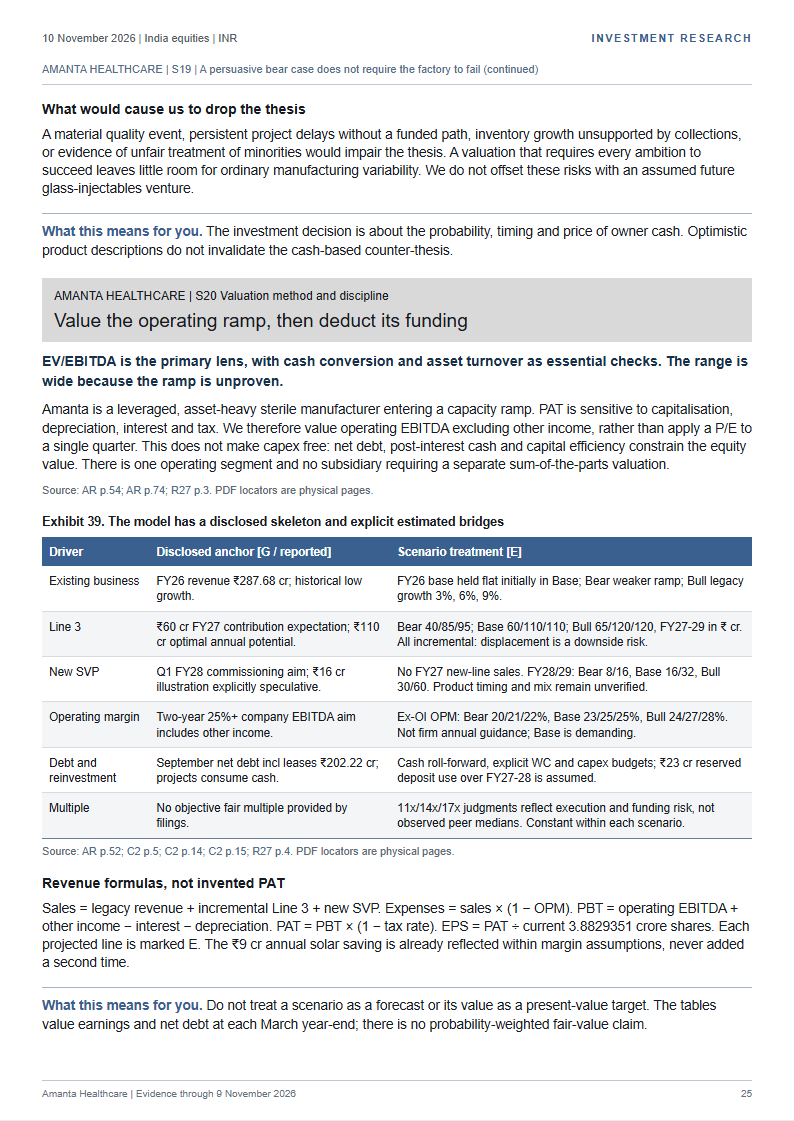 10 November 2026 | India equities | INR
INVESTMENT RESEARCH
AMANTA HEALTHCARE | S19 | A persuasive bear case does not require the factory to fail (continued)
What would cause us to drop the thesis
A material quality event, persistent project delays without a funded path, inventory growth unsupported by collections,
or evidence of unfair treatment of minorities would impair the thesis. A valuation that requires every ambition to
succeed leaves little room for ordinary manufacturing variability. We do not offset these risks with an assumed future
glass-injectables venture.
What this means for you. The investment decision is about the probability, timing and price of owner cash. Optimistic
product descriptions do not invalidate the cash-based counter-thesis.
AMANTA HEALTHCARE | S20 Valuation method and discipline
Value the operating ramp, then deduct its funding
EV/EBITDA is the primary lens, with cash conversion and asset turnover as essential checks. The range is
wide because the ramp is unproven.
Amanta is a leveraged, asset-heavy sterile manufacturer entering a capacity ramp. PAT is sensitive to capitalisation,
depreciation, interest and tax. We therefore value operating EBITDA excluding other income, rather than apply a P/E to
a single quarter. This does not make capex free: net debt, post-interest cash and capital efficiency constrain the equity
value. There is one operating segment and no subsidiary requiring a separate sum-of-the-parts valuation.
Source: AR p.54; AR p.74; R27 p.3. PDF locators are physical pages.
Exhibit 39. The model has a disclosed skeleton and explicit estimated bridges
Driver
Disclosed anchor [G / reported]
Scenario treatment [E]
Existing business
FY26 revenue ₹287.68 cr; historical low
growth.
FY26 base held flat initially in Base; Bear weaker ramp; Bull legacy
growth 3%, 6%, 9%.
Line 3
₹60 cr FY27 contribution expectation; ₹110
cr optimal annual potential.
Bear 40/85/95; Base 60/110/110; Bull 65/120/120, FY27-29 in ₹ cr.
All incremental: displacement is a downside risk.
New SVP
Q1 FY28 commissioning aim; ₹16 cr
illustration explicitly speculative.
No FY27 new-line sales. FY28/29: Bear 8/16, Base 16/32, Bull
30/60. Product timing and mix remain unverified.
Operating margin
Two-year 25%+ company EBITDA aim
includes other income.
Ex-OI OPM: Bear 20/21/22%, Base 23/25/25%, Bull 24/27/28%.
Not firm annual guidance; Base is demanding.
Debt and
reinvestment
September net debt incl leases ₹202.22 cr;
projects consume cash.
Cash roll-forward, explicit WC and capex budgets; ₹23 cr reserved
deposit use over FY27-28 is assumed.
Multiple
No objective fair multiple provided by
filings.
11x/14x/17x judgments reflect execution and funding risk, not
observed peer medians. Constant within each scenario.
Source: AR p.52; C2 p.5; C2 p.14; C2 p.15; R27 p.4. PDF locators are physical pages.
Revenue formulas, not invented PAT
Sales = legacy revenue + incremental Line 3 + new SVP. Expenses = sales × (1 − OPM). PBT = operating EBITDA +
other income − interest − depreciation. PAT = PBT × (1 − tax rate). EPS = PAT ÷ current 3.8829351 crore shares. Each
projected line is marked E. The ₹9 cr annual solar saving is already reflected within margin assumptions, never added
a second time.
What this means for you. Do not treat a scenario as a forecast or its value as a present-value target. The tables
value earnings and net debt at each March year-end; there is no probability-weighted fair-value claim.
Amanta Healthcare | Evidence through 9 November 2026
25